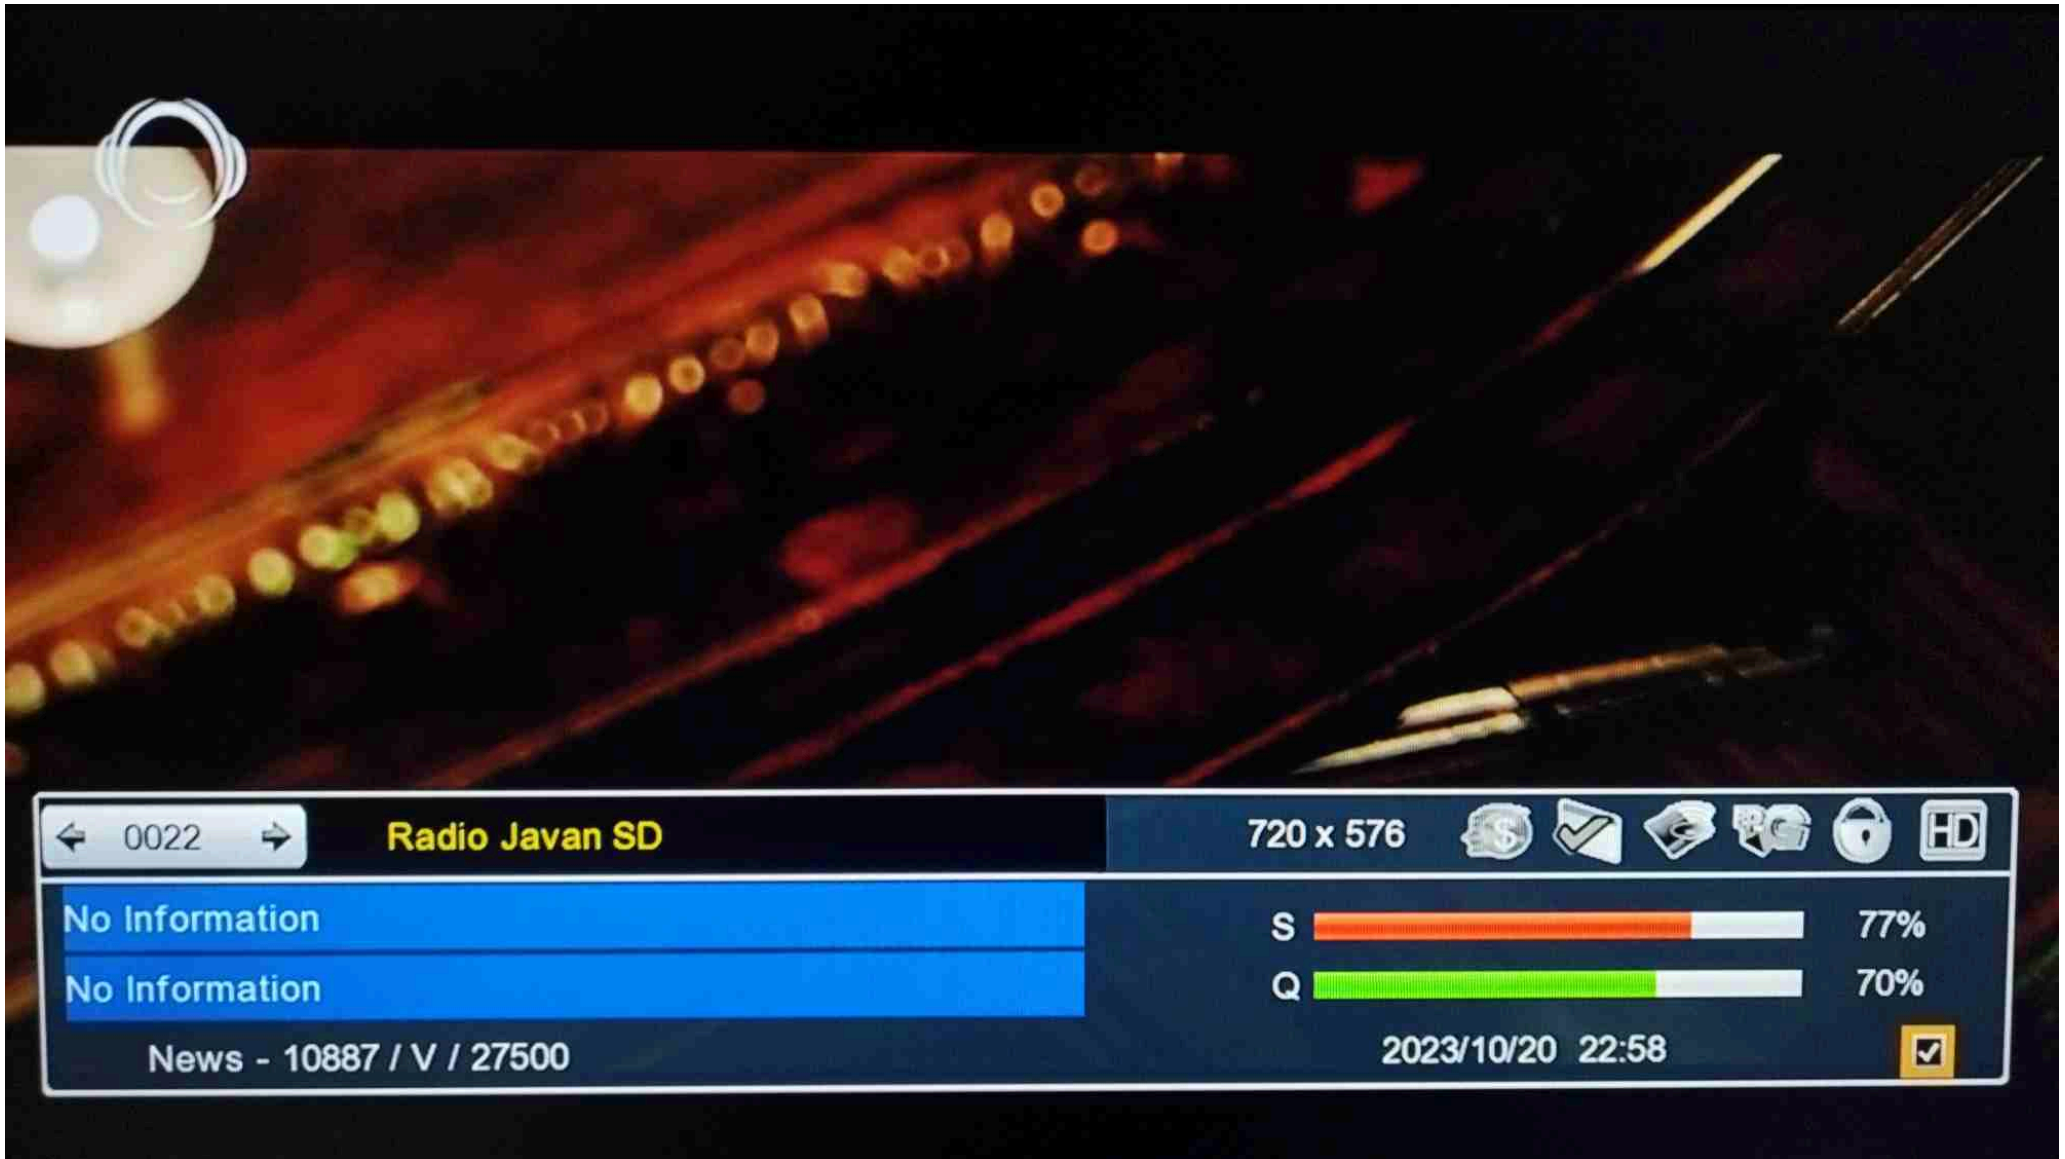 0022 Radio Javan SD 720 x 576 HD
No Information S 77%
No Information Q 70%
News - 10887 / V / 27500 2023/10/20 22:58